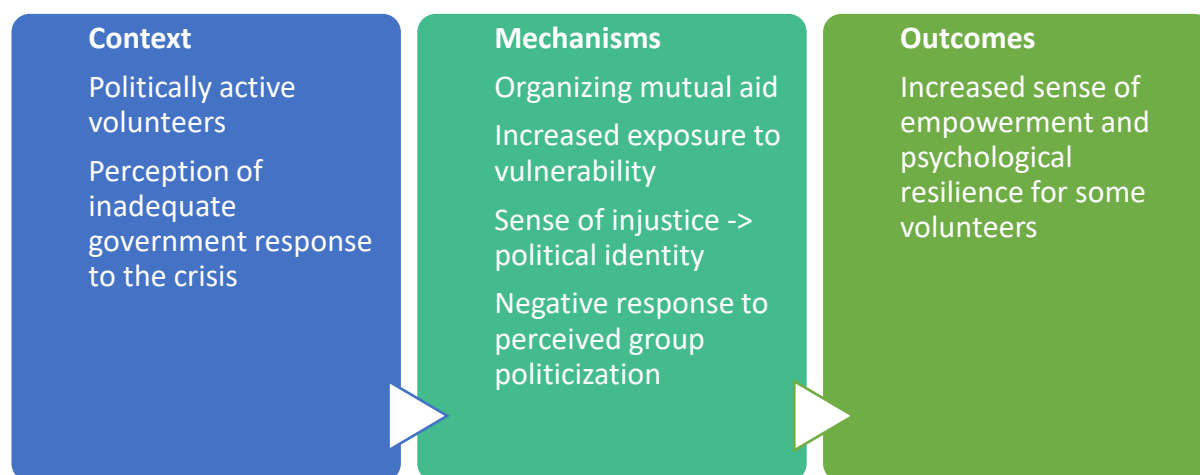 Context
Politically active
volunteers
Perception of
inadequate
government response
to the crisis
Mechanisms
Organizing mutual aid
Increased exposure to
vulnerability
Sense of injustice ->
political identity
Negative response to
perceived group
politicization
Outcomes
Increased sense of
empowerment and
psychological
resilience for some
volunteers